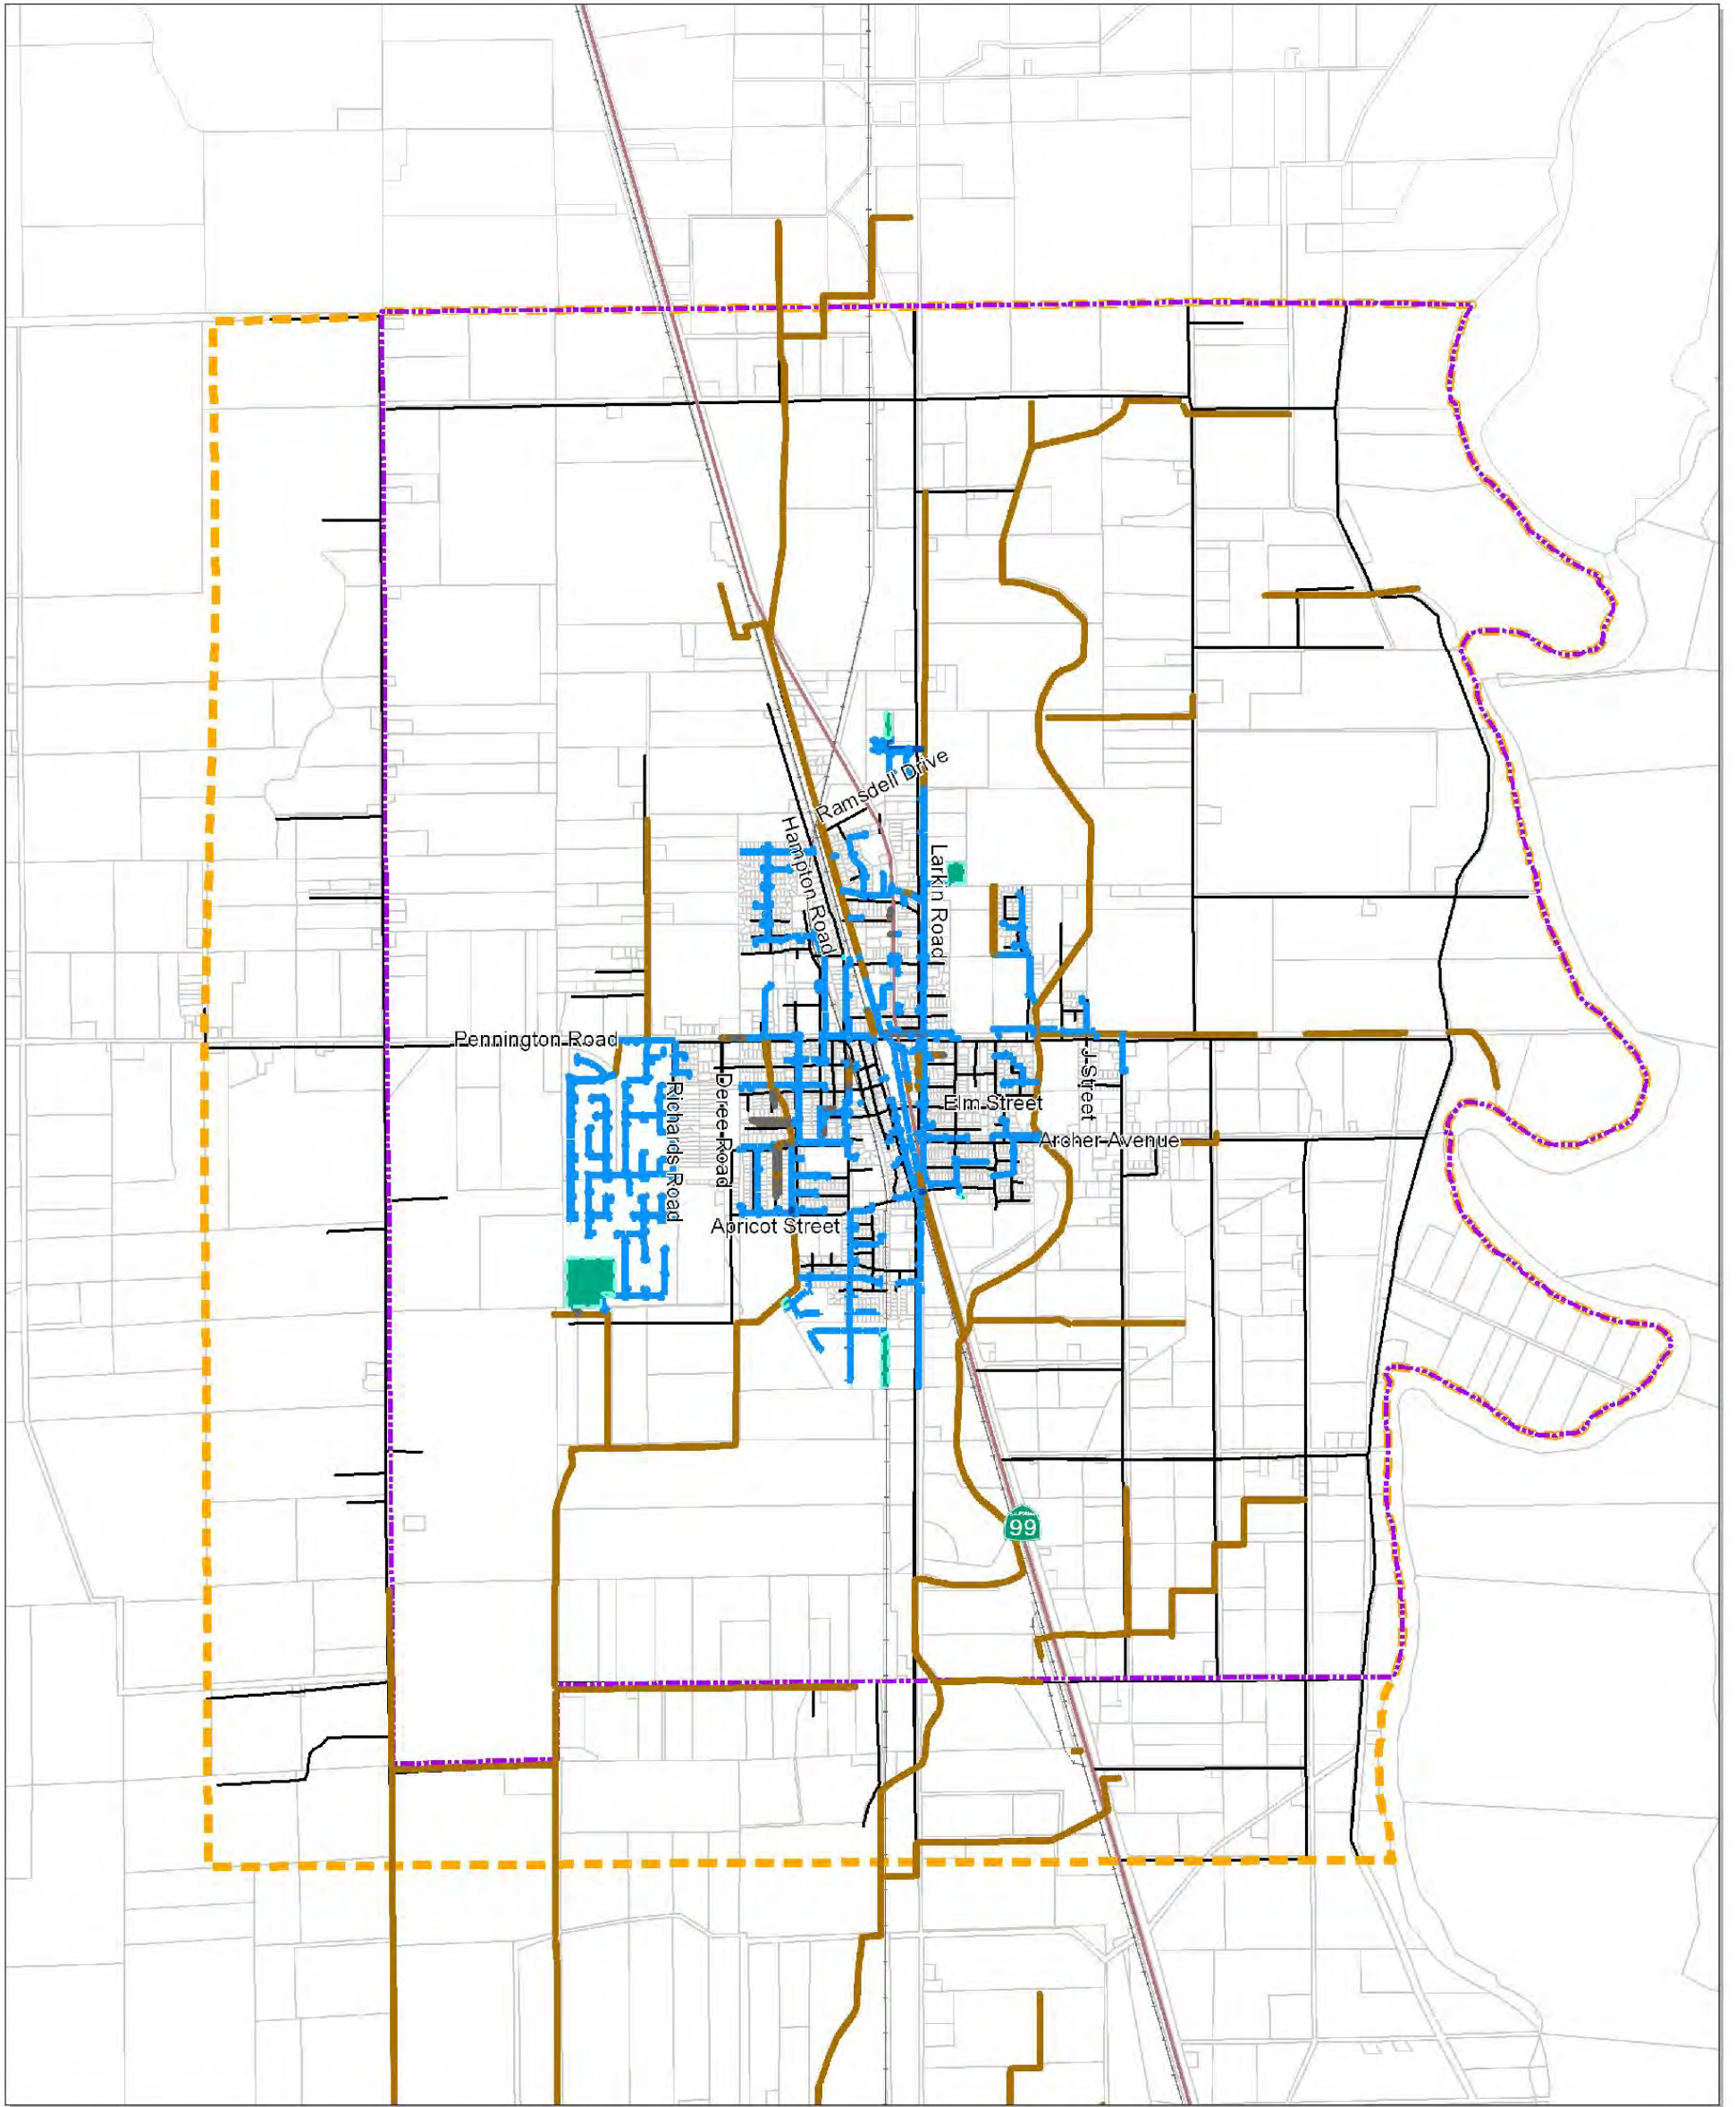 Ramsdell Drive
Hampton Road
Larkin Road
Pennington Road
Richards Road
Deree Road
J Street
Elm Street
Archer Avenue
Apricot Street
99